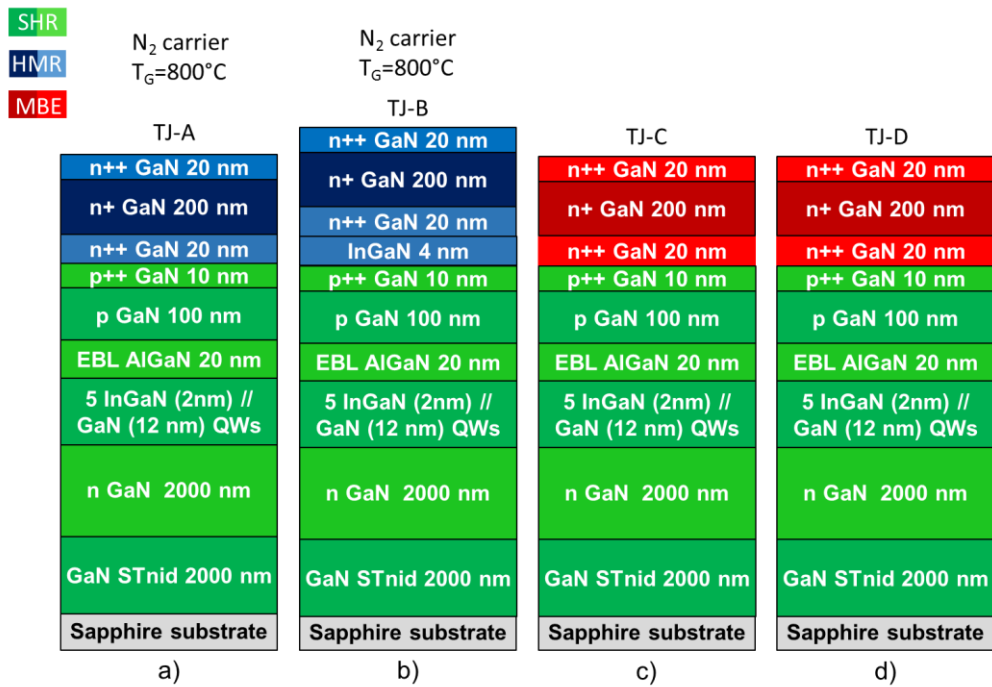 SHR
HMR
MBE
N₂ carrier
T_G=800°C
TJ-A
n++ GaN 20 nm
n+ GaN 200 nm
n++ GaN 20 nm
p++ GaN 10 nm
p GaN 100 nm
EBL AlGaN 20 nm
5 InGaN (2nm) //
GaN (12 nm) QWs
n GaN 2000 nm
GaN STnid 2000 nm
Sapphire substrate
a)
N₂ carrier
T_G=800°C
TJ-B
n++ GaN 20 nm
n+ GaN 200 nm
n++ GaN 20 nm
InGaN 4 nm
p++ GaN 10 nm
p GaN 100 nm
EBL AlGaN 20 nm
5 InGaN (2nm) //
GaN (12 nm) QWs
n GaN 2000 nm
GaN STnid 2000 nm
Sapphire substrate
b)
TJ-C
n++ GaN 20 nm
n+ GaN 200 nm
n++ GaN 20 nm
p++ GaN 10 nm
p GaN 100 nm
EBL AlGaN 20 nm
5 InGaN (2nm) //
GaN (12 nm) QWs
n GaN 2000 nm
GaN STnid 2000 nm
Sapphire substrate
c)
TJ-D
n++ GaN 20 nm
n+ GaN 200 nm
n++ GaN 20 nm
p++ GaN 10 nm
p GaN 100 nm
EBL AlGaN 20 nm
5 InGaN (2nm) //
GaN (12 nm) QWs
n GaN 2000 nm
GaN STnid 2000 nm
Sapphire substrate
d)